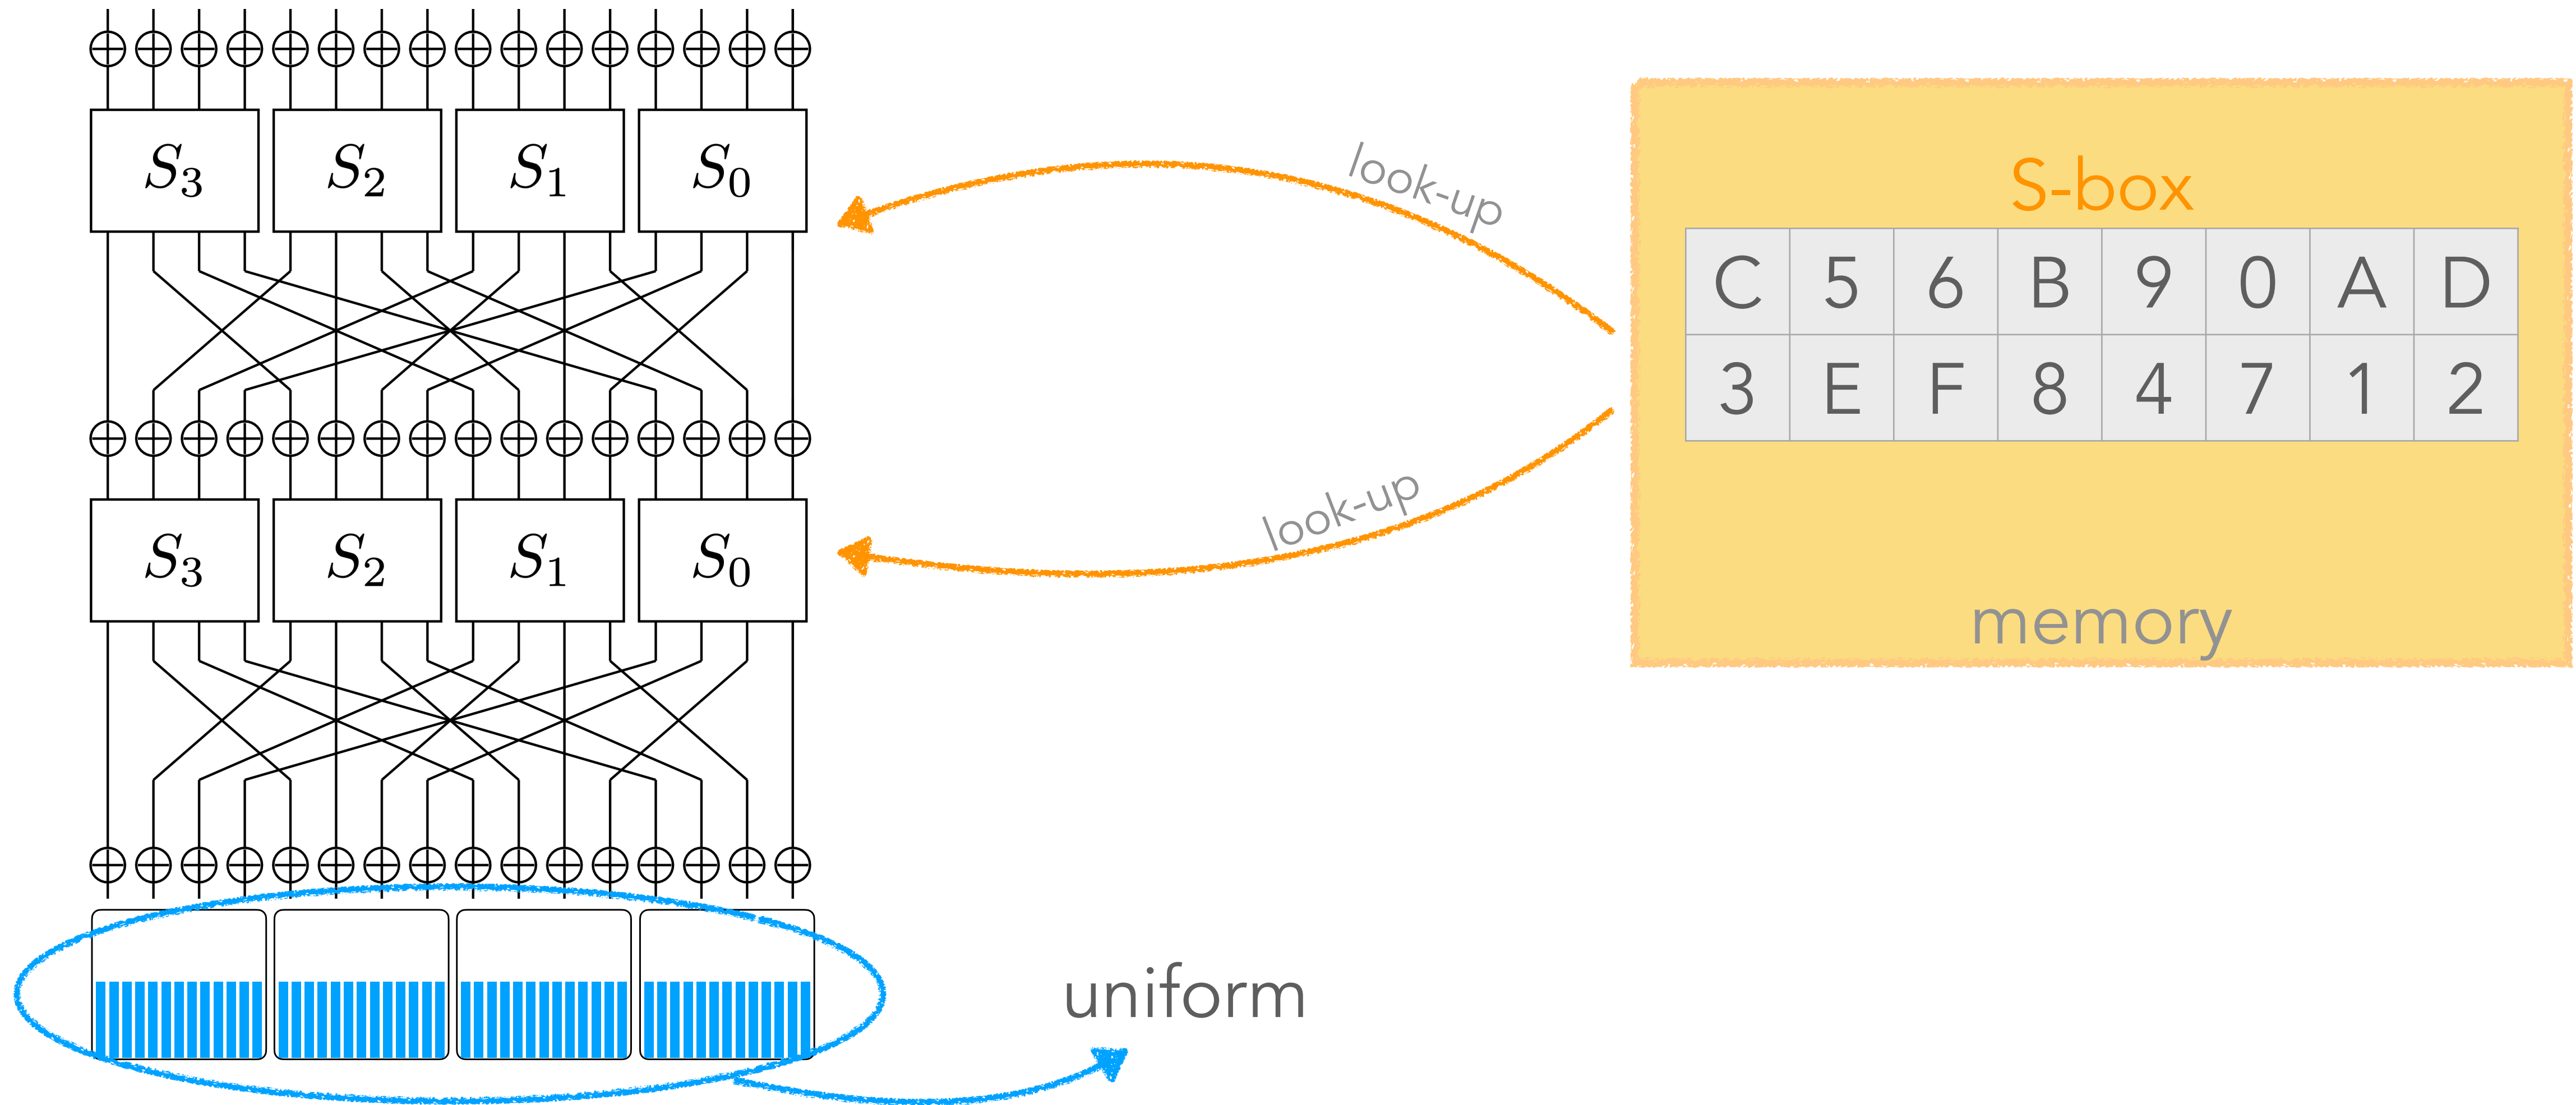 S3 S2 S1 S0
look-up
S-box
C 5 6 B 9 0 A D
3 E F 8 4 7 1 2
look-up
S3 S2 S1 S0
memory
uniform